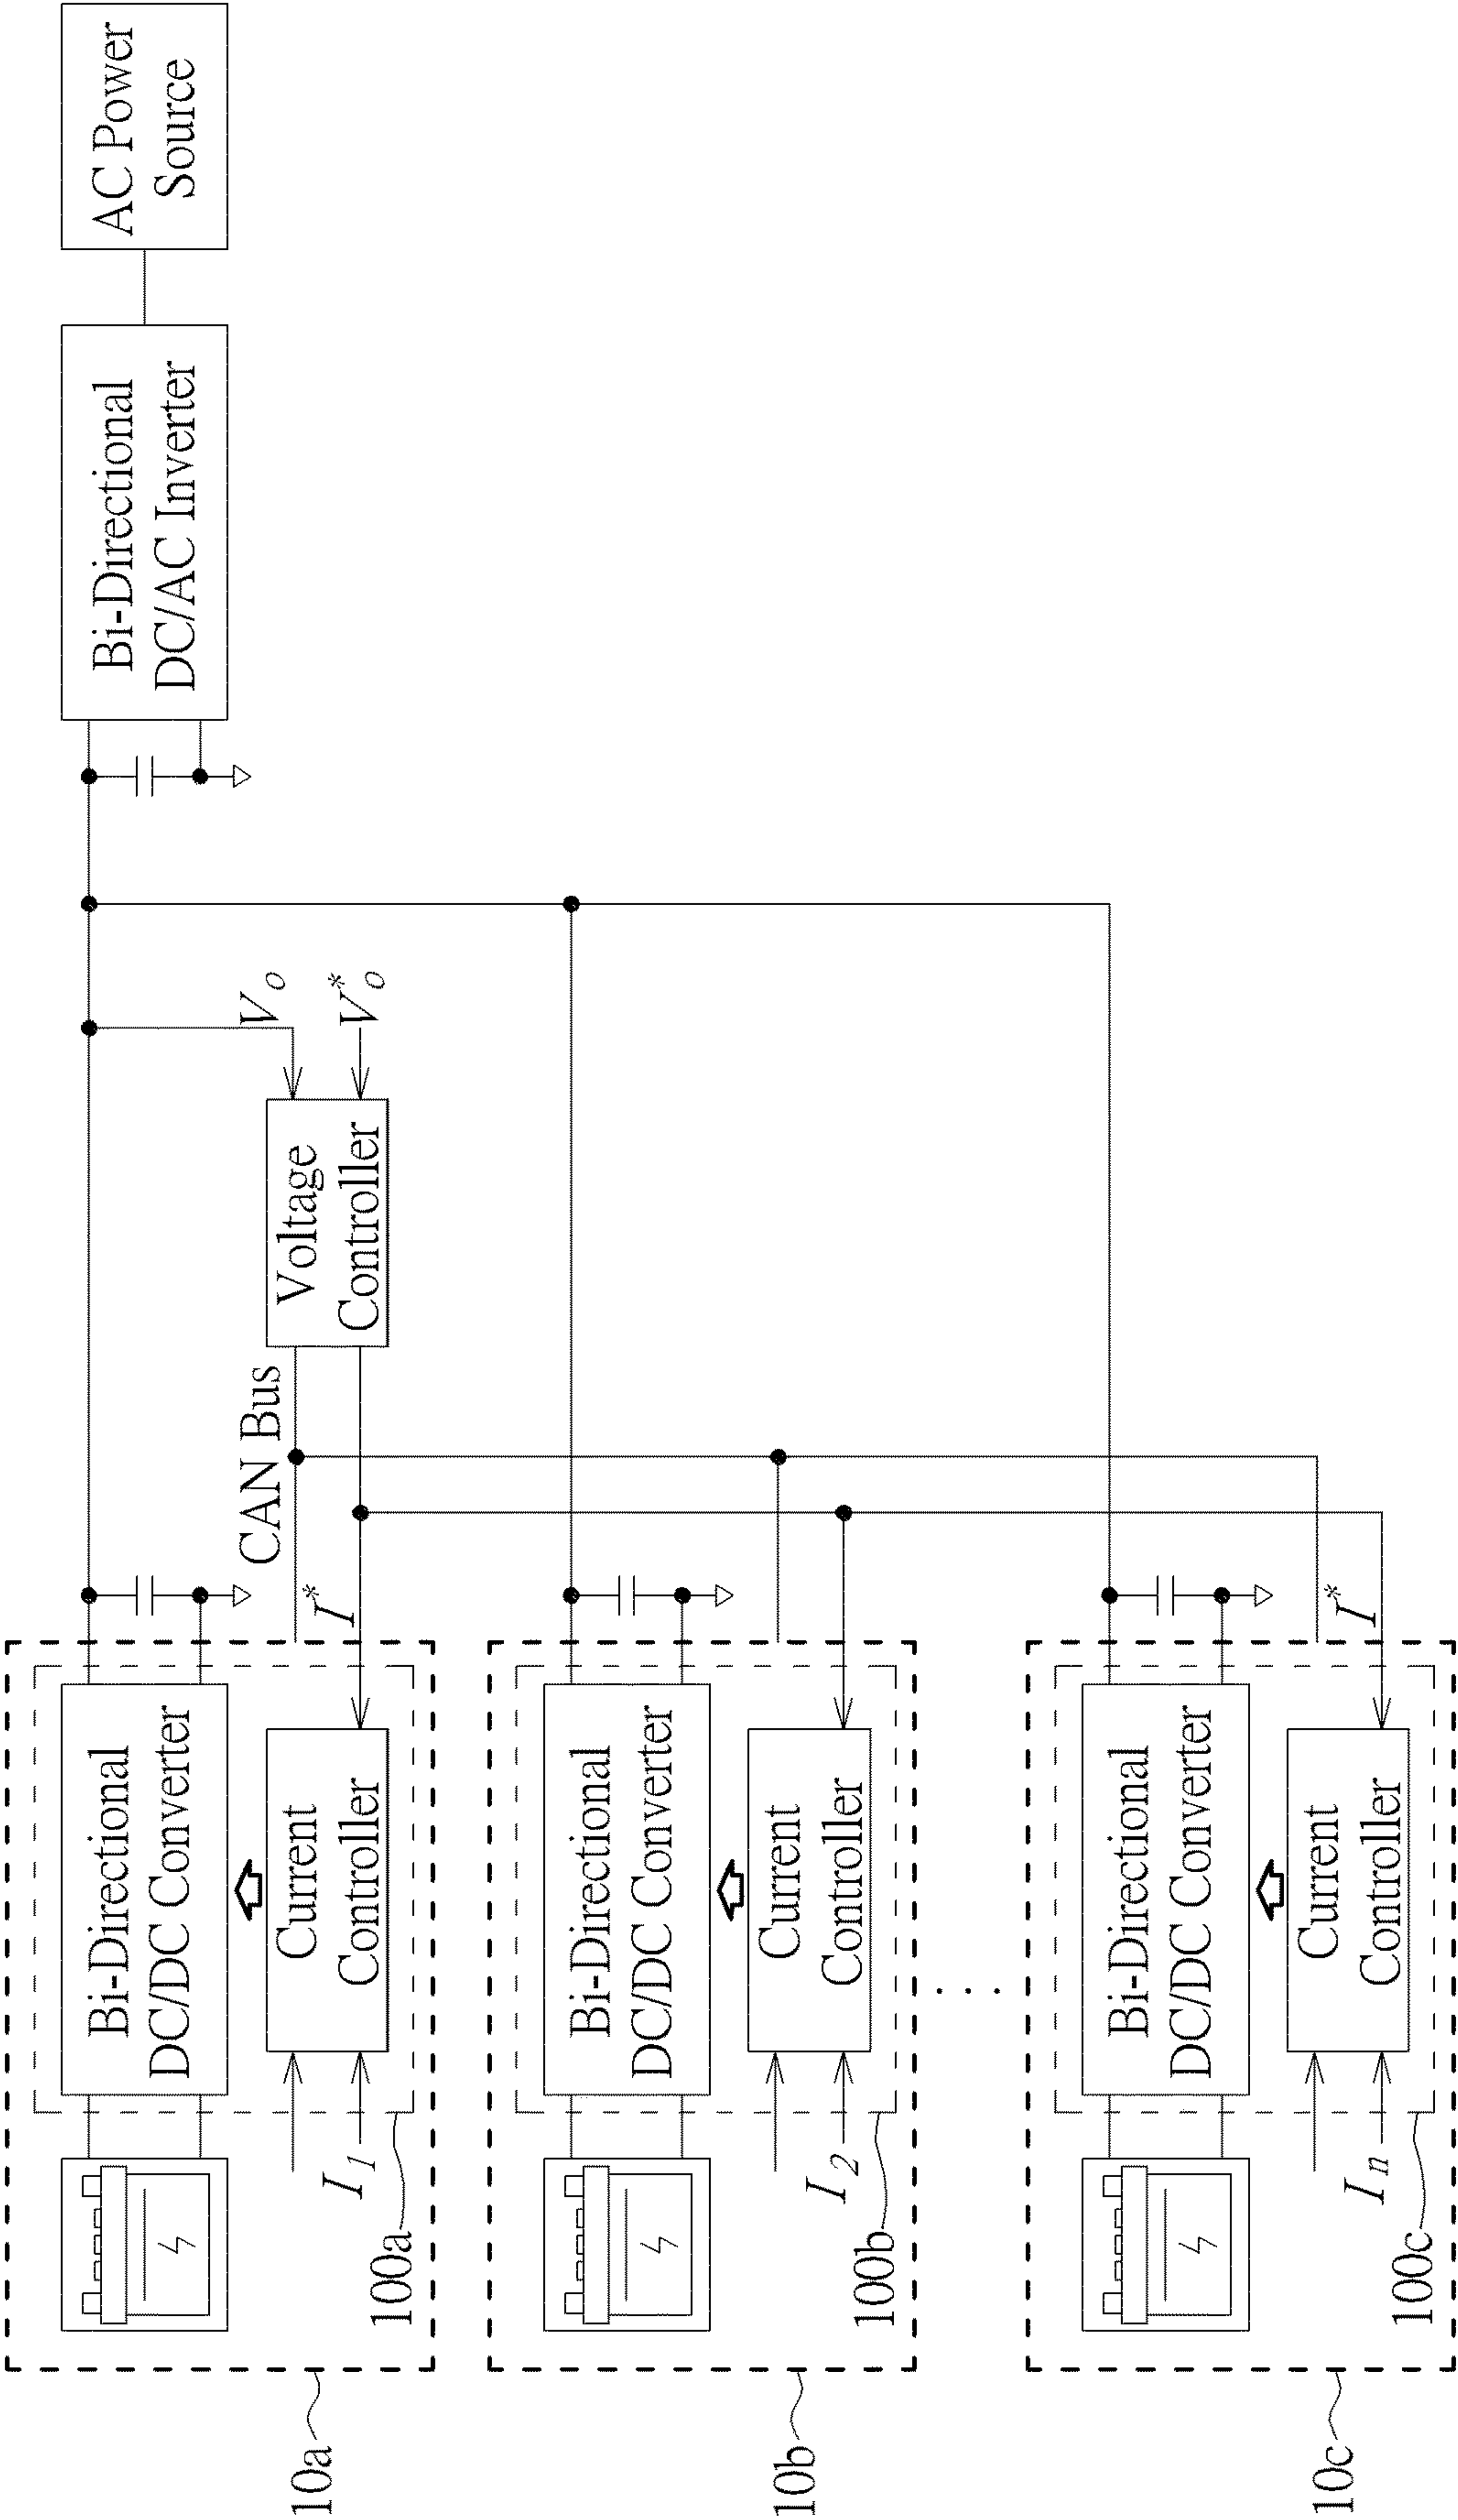 10a
100a
I1
Bi-Directional
DC/DC Converter
Current
Controller
I*
CAN Bus
Voltage
Controller
Vo
Vo*
Bi-Directional
DC/AC Inverter
AC Power
Source
10b
100b
I2
Bi-Directional
DC/DC Converter
Current
Controller
...
10c
100c
In
Bi-Directional
DC/DC Converter
Current
Controller
I*